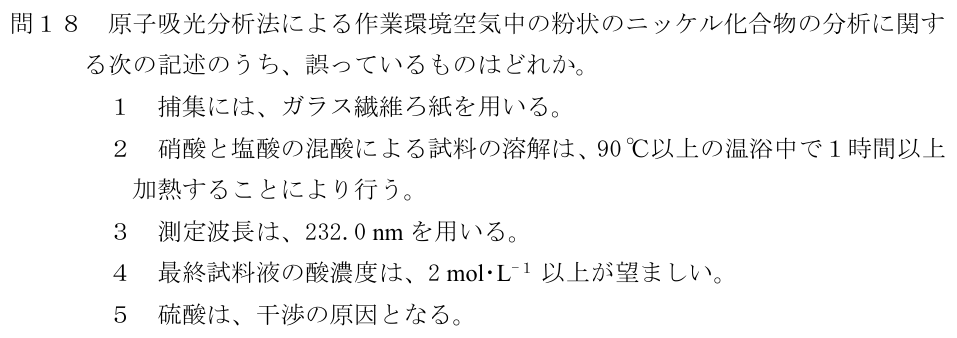 問18　原子吸光分析法による作業環境空気中の粉状のニッケル化合物の分析に関す
る次の記述のうち、誤っているものはどれか。
１　捕集には、ガラス繊維ろ紙を用いる。
２　硝酸と塩酸の混酸による試料の溶解は、90℃以上の温浴中で１時間以上
加熱することにより行う。
３　測定波長は、232.0 nm を用いる。
４　最終試料液の酸濃度は、2 mol・L⁻¹ 以上が望ましい。
５　硫酸は、干渉の原因となる。